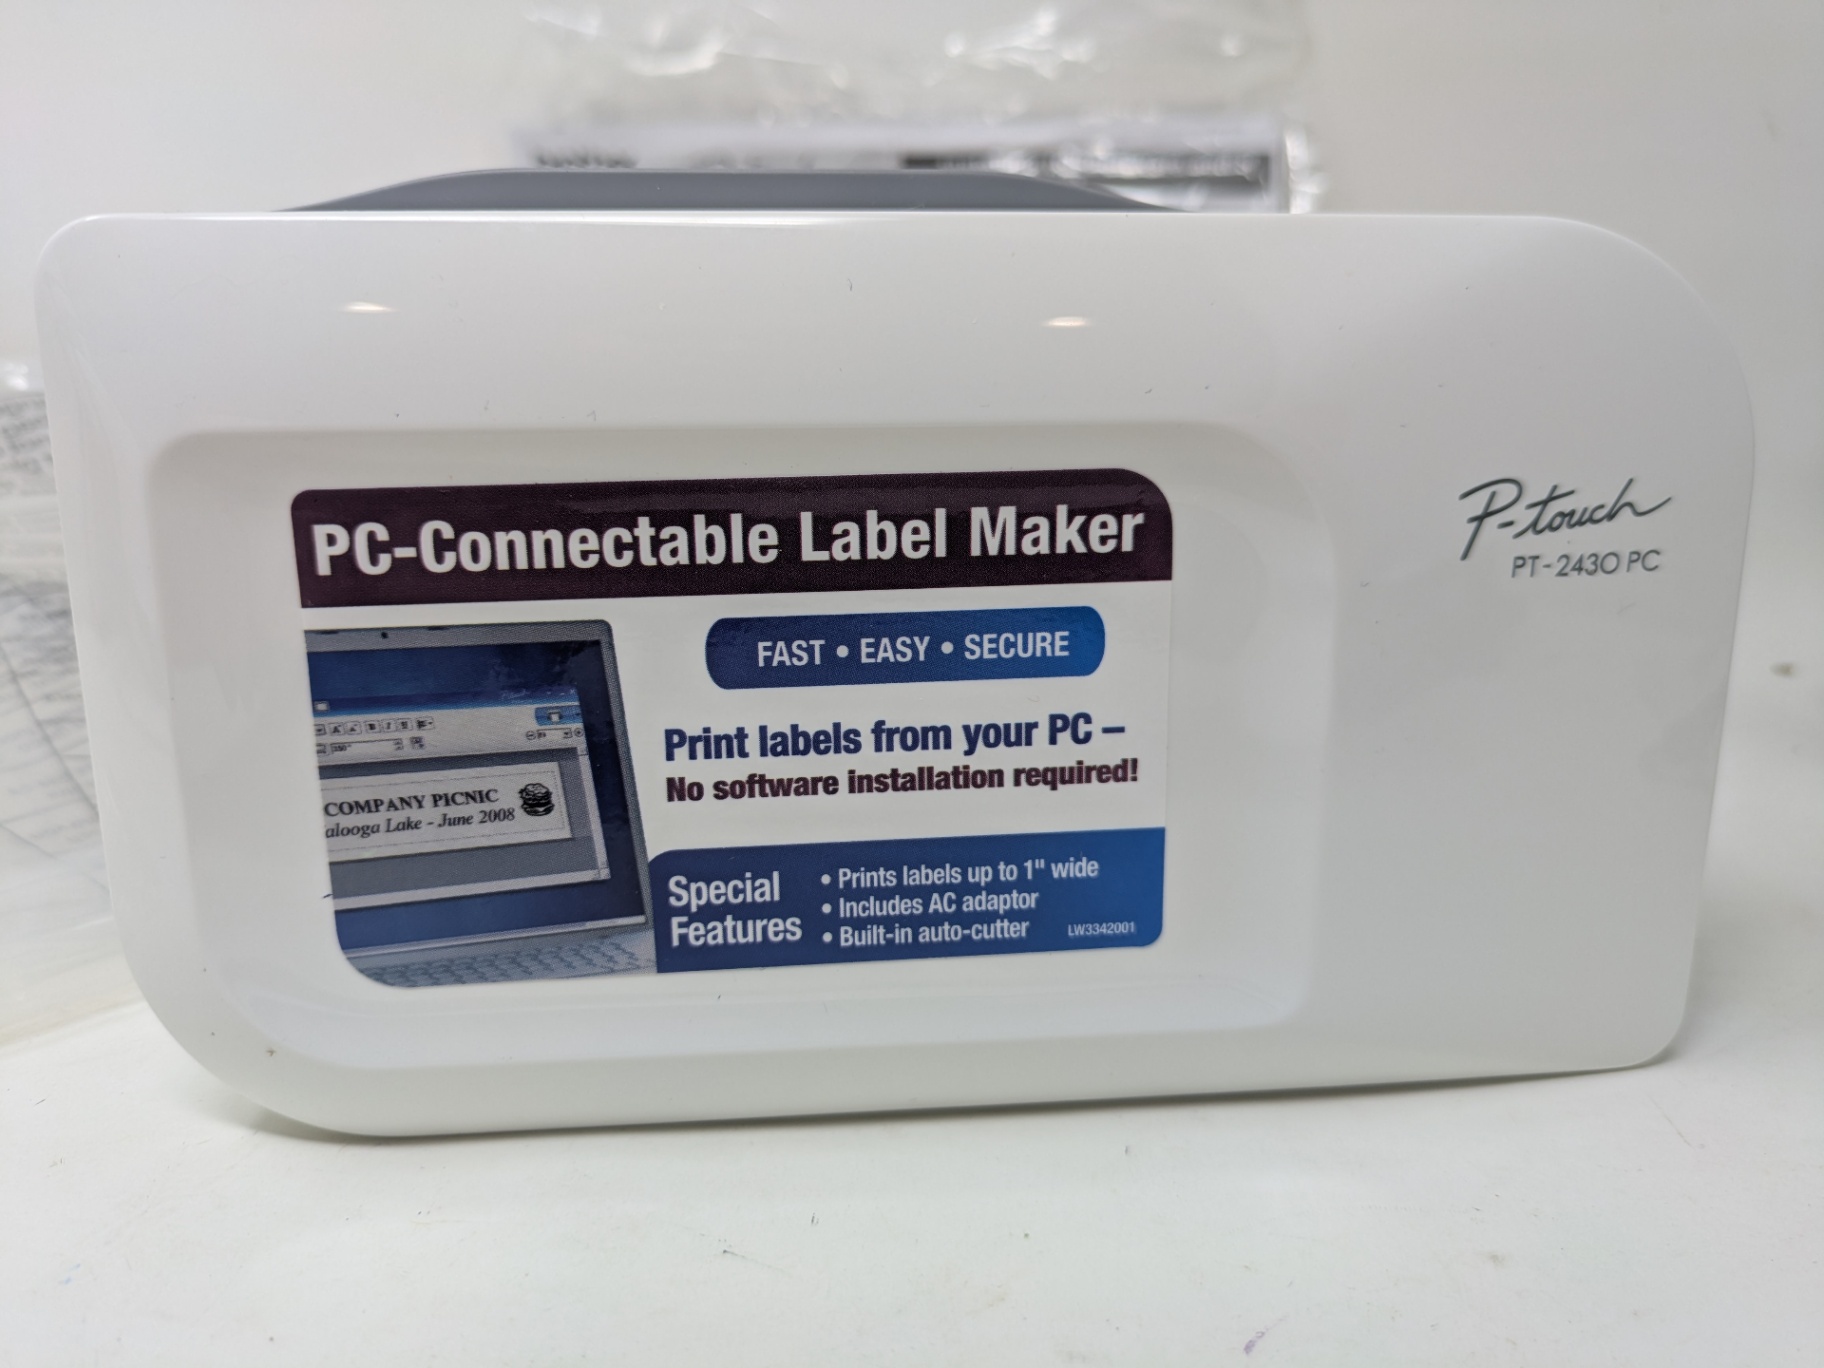 P-touch
PT-2430 PC
PC-Connectable Label Maker
FAST • EASY • SECURE
Print labels from your PC –
No software installation required!
COMPANY PICNIC
alooga Lake - June 2008
Special
Features
• Prints labels up to 1" wide
• Includes AC adaptor
• Built-in auto-cutter
LW3342001